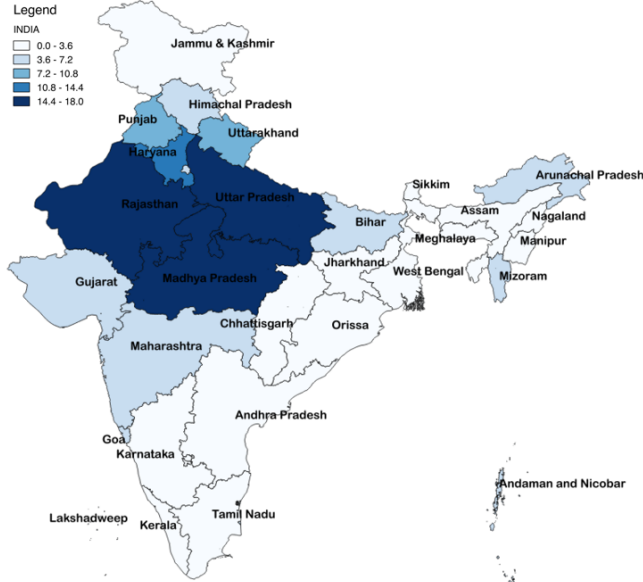 Legend
INDIA
0.0 - 3.6
3.6 - 7.2
7.2 - 10.8
10.8 - 14.4
14.4 - 18.0
Jammu & Kashmir
Himachal Pradesh
Punjab
Uttarakhand
Haryana
Rajasthan
Uttar Pradesh
Arunachal Pradesh
Sikkim
Assam
Nagaland
Bihar
Meghalaya
Manipur
Jharkhand
West Bengal
Mizoram
Gujarat
Madhya Pradesh
Chhattisgarh
Orissa
Maharashtra
Andhra Pradesh
Goa
Karnataka
Andaman and Nicobar
Lakshadweep
Kerala
Tamil Nadu